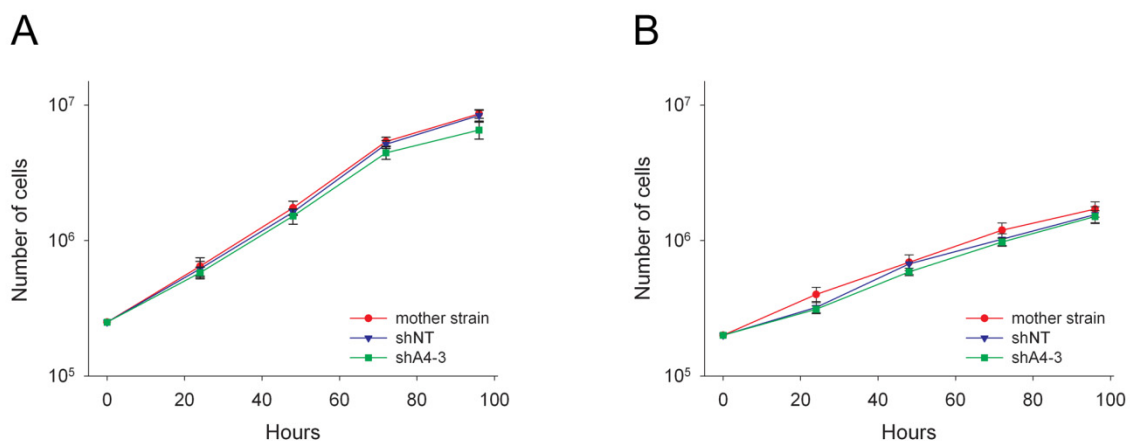 A
Number of cells
10⁷
10⁶
10⁵
mother strain
shNT
shA4-3
0 20 40 60 80 100
Hours
B
Number of cells
10⁷
10⁶
10⁵
mother strain
shNT
shA4-3
0 20 40 60 80 100
Hours